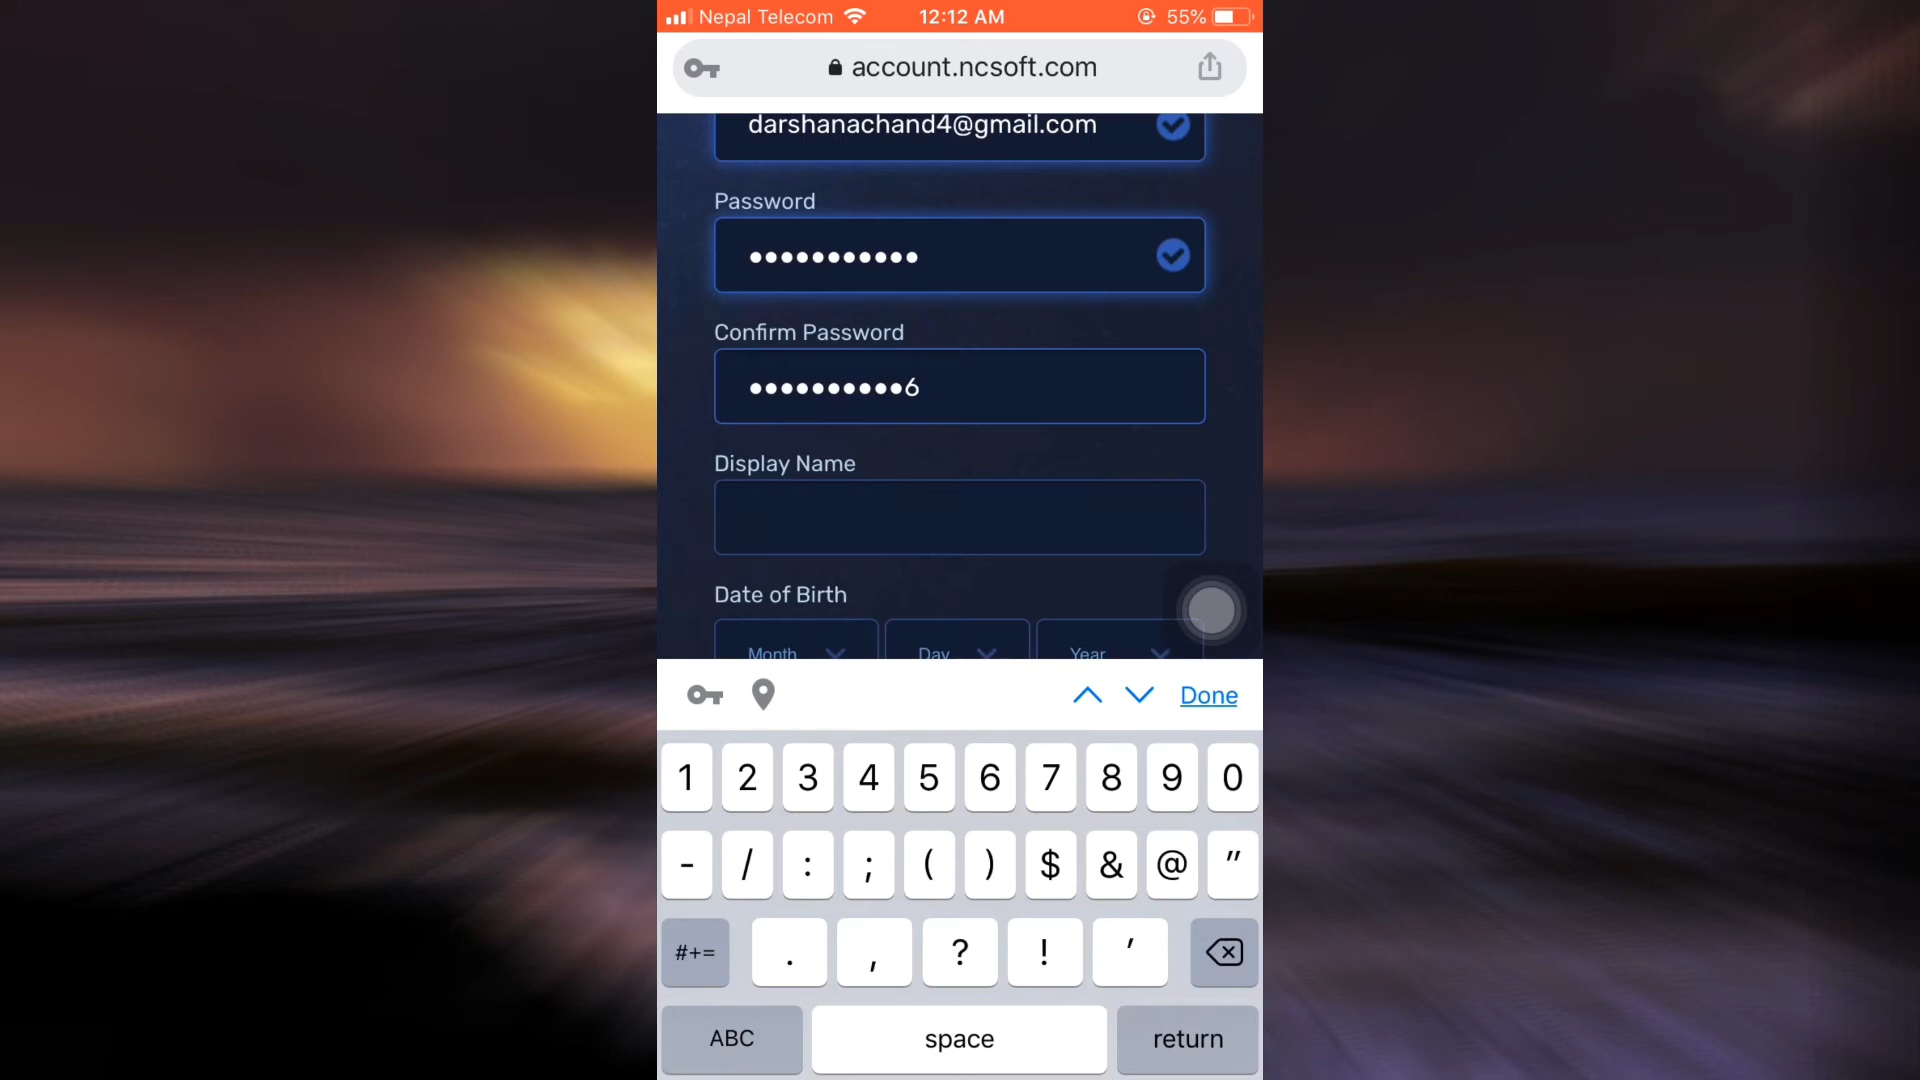 Nepal Telecom 12:12 AM 55%
account.ncsoft.com
darshanachand4@gmail.com
Password
•••••••••••
Confirm Password
••••••••••6
Display Name
Date of Birth
Month Day Year
Done
1 2 3 4 5 6 7 8 9 0
- / : ; ( ) $ & @ "
#+= . , ? ! '
ABC space return